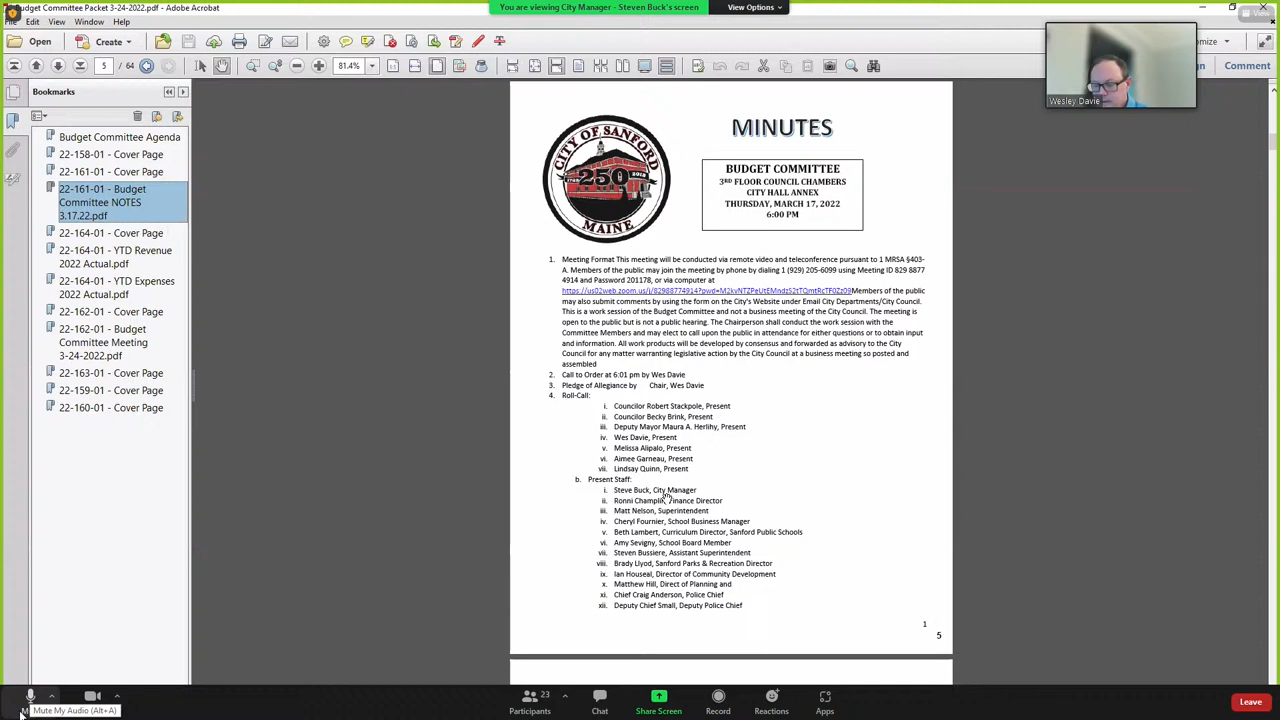 Budget Committee Packet 3-24-2022.pdf - Adobe Acrobat
You are viewing City Manager - Steven Buck's screen
View Options
View
Edit View Window Help
Open
Create
5 / 64
81.4%
Comment
Wesley Davie
Bookmarks
Budget Committee Agenda
22-158-01 - Cover Page
22-161-01 - Cover Page
22-161-01 - Budget
Committee NOTES
3.17.22.pdf
22-164-01 - Cover Page
22-164-01 - YTD Revenue
2022 Actual.pdf
22-164-01 - YTD Expenses
2022 Actual.pdf
22-162-01 - Cover Page
22-162-01 - Budget
Committee Meeting
3-24-2022.pdf
22-163-01 - Cover Page
22-159-01 - Cover Page
22-160-01 - Cover Page
CITY OF SANFORD
250
MAINE
MINUTES
BUDGET COMMITTEE
3RD FLOOR COUNCIL CHAMBERS
CITY HALL ANNEX
THURSDAY, MARCH 17, 2022
6:00 PM
1. Meeting Format This meeting will be conducted via remote video and teleconference pursuant to 1 MRSA §403-
A. Members of the public may join the meeting by phone by dialing 1 (929) 205-6099 using Meeting ID 829 8877
4914 and Password 201178, or via computer at
https://us02web.zoom.us/j/82988774914?pwd=M2kvNTZPeUtEMndzS2tTQmtRcTF0Zz09Members of the public
may also submit comments by using the form on the City's Website under Email City Departments/City Council.
This is a work session of the Budget Committee and not a business meeting of the City Council. The meeting is
open to the public but is not a public hearing. The Chairperson shall conduct the work session with the
Committee Members and may elect to call upon the public in attendance for either questions or to obtain input
and information. All work products will be developed by consensus and forwarded as advisory to the City
Council for any matter warranting legislative action by the City Council at a business meeting so posted and
assembled
2. Call to Order at 6:01 pm by Wes Davie
3. Pledge of Allegiance by Chair, Wes Davie
4. Roll-Call:
i. Councilor Robert Stackpole, Present
ii. Councilor Becky Brink, Present
iii. Deputy Mayor Maura A. Herlihy, Present
iv. Wes Davie, Present
v. Melissa Alipalo, Present
vi. Aimee Garneau, Present
vii. Lindsay Quinn, Present
b. Present Staff:
i. Steve Buck, City Manager
ii. Ronni Champlin, Finance Director
iii. Matt Nelson, Superintendent
iv. Cheryl Fournier, School Business Manager
v. Beth Lambert, Curriculum Director, Sanford Public Schools
vi. Amy Sevigny, School Board Member
vii. Steven Bussiere, Assistant Superintendent
viii. Brady Llyod, Sanford Parks & Recreation Director
ix. Ian Houseal, Director of Community Development
x. Matthew Hill, Direct of Planning and
xi. Chief Craig Anderson, Police Chief
xii. Deputy Chief Small, Deputy Police Chief
1
5
Mute My Audio (Alt+A)
23
Participants
Chat
Share Screen
Record
Reactions
Apps
Leave